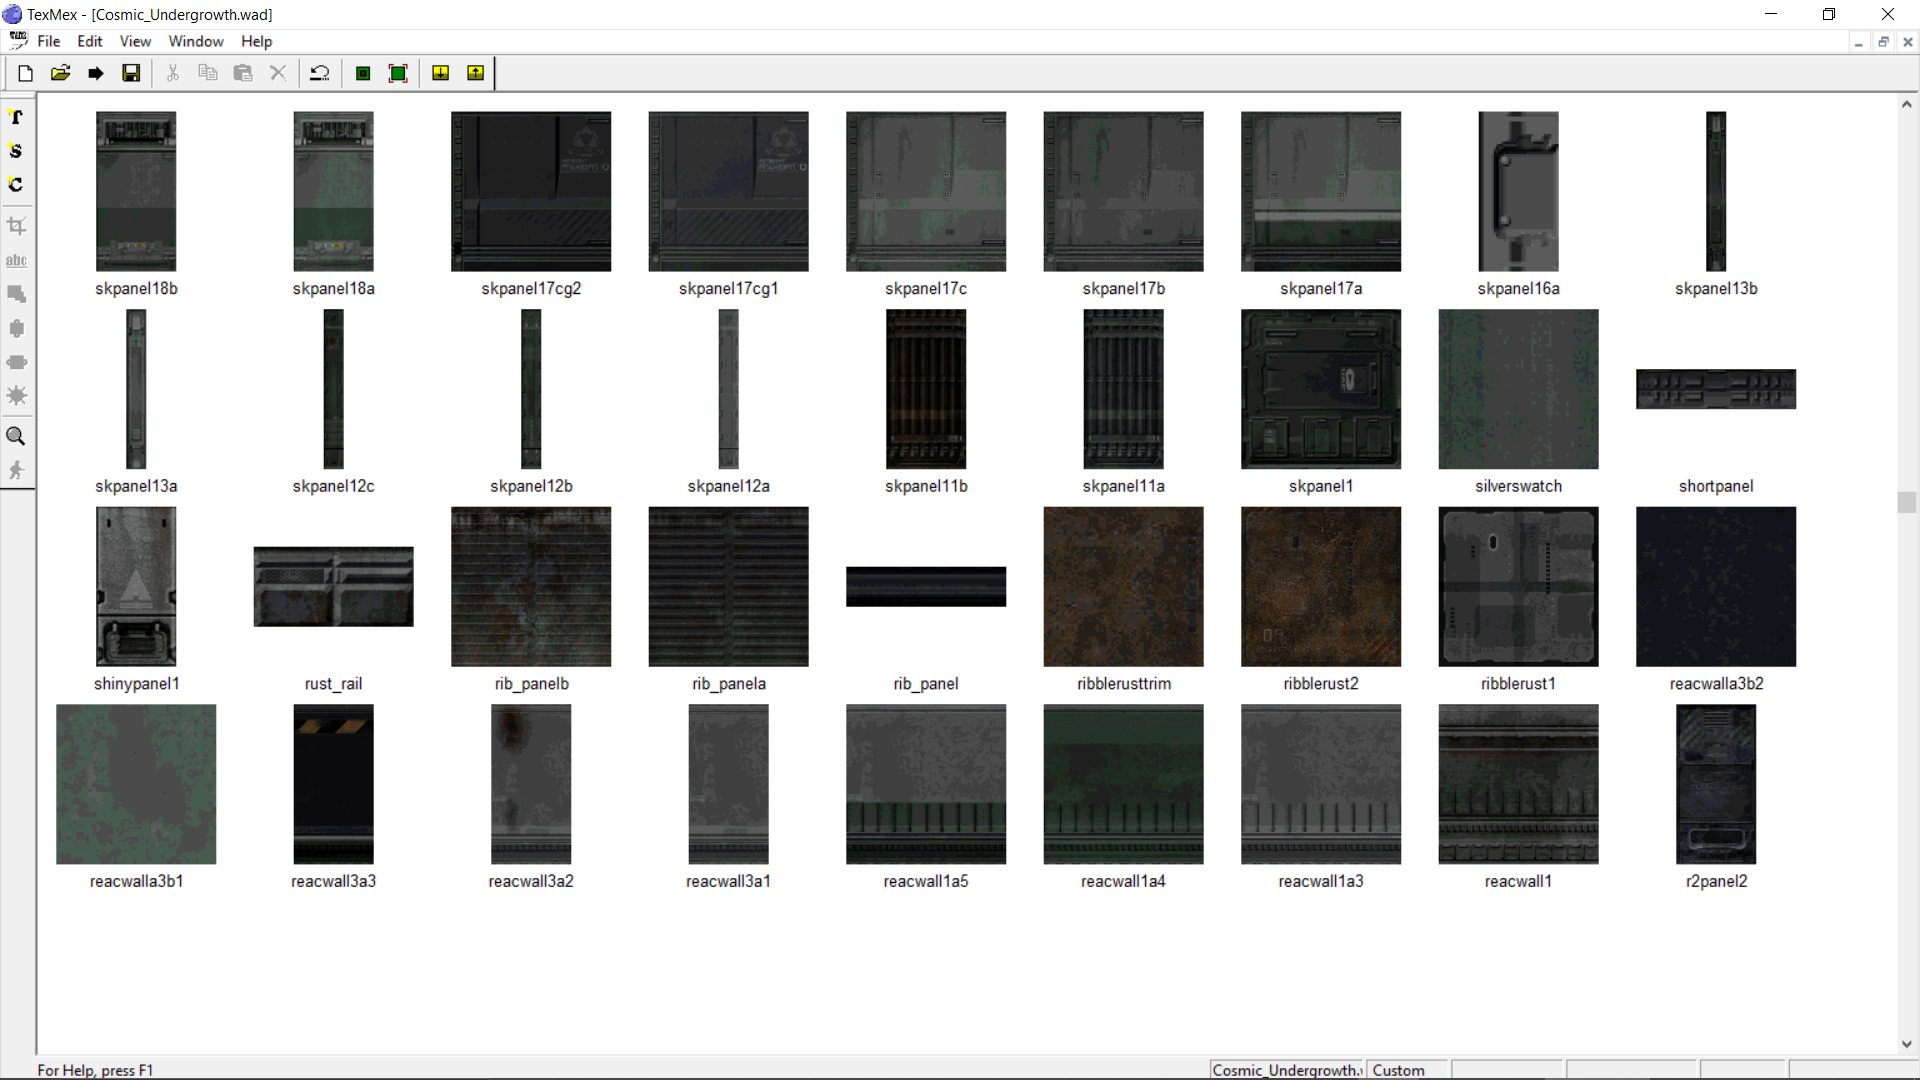 TexMex - [Cosmic_Undergrowth.wad]
File Edit View Window Help
T
S
C
abc
skpanel18b skpanel18a skpanel17cg2 skpanel17cg1 skpanel17c skpanel17b skpanel17a skpanel16a skpanel13b
skpanel13a skpanel12c skpanel12b skpanel12a skpanel11b skpanel11a skpanel1 silverswatch shortpanel
09
shinypanel1 rust_rail rib_panelb rib_panela rib_panel ribblerusttrim ribblerust2 ribblerust1 reacwalla3b2
reacwalla3b1 reacwall3a3 reacwall3a2 reacwall3a1 reacwall1a5 reacwall1a4 reacwall1a3 reacwall1 r2panel2
For Help, press F1 Cosmic_Undergrowth. Custom